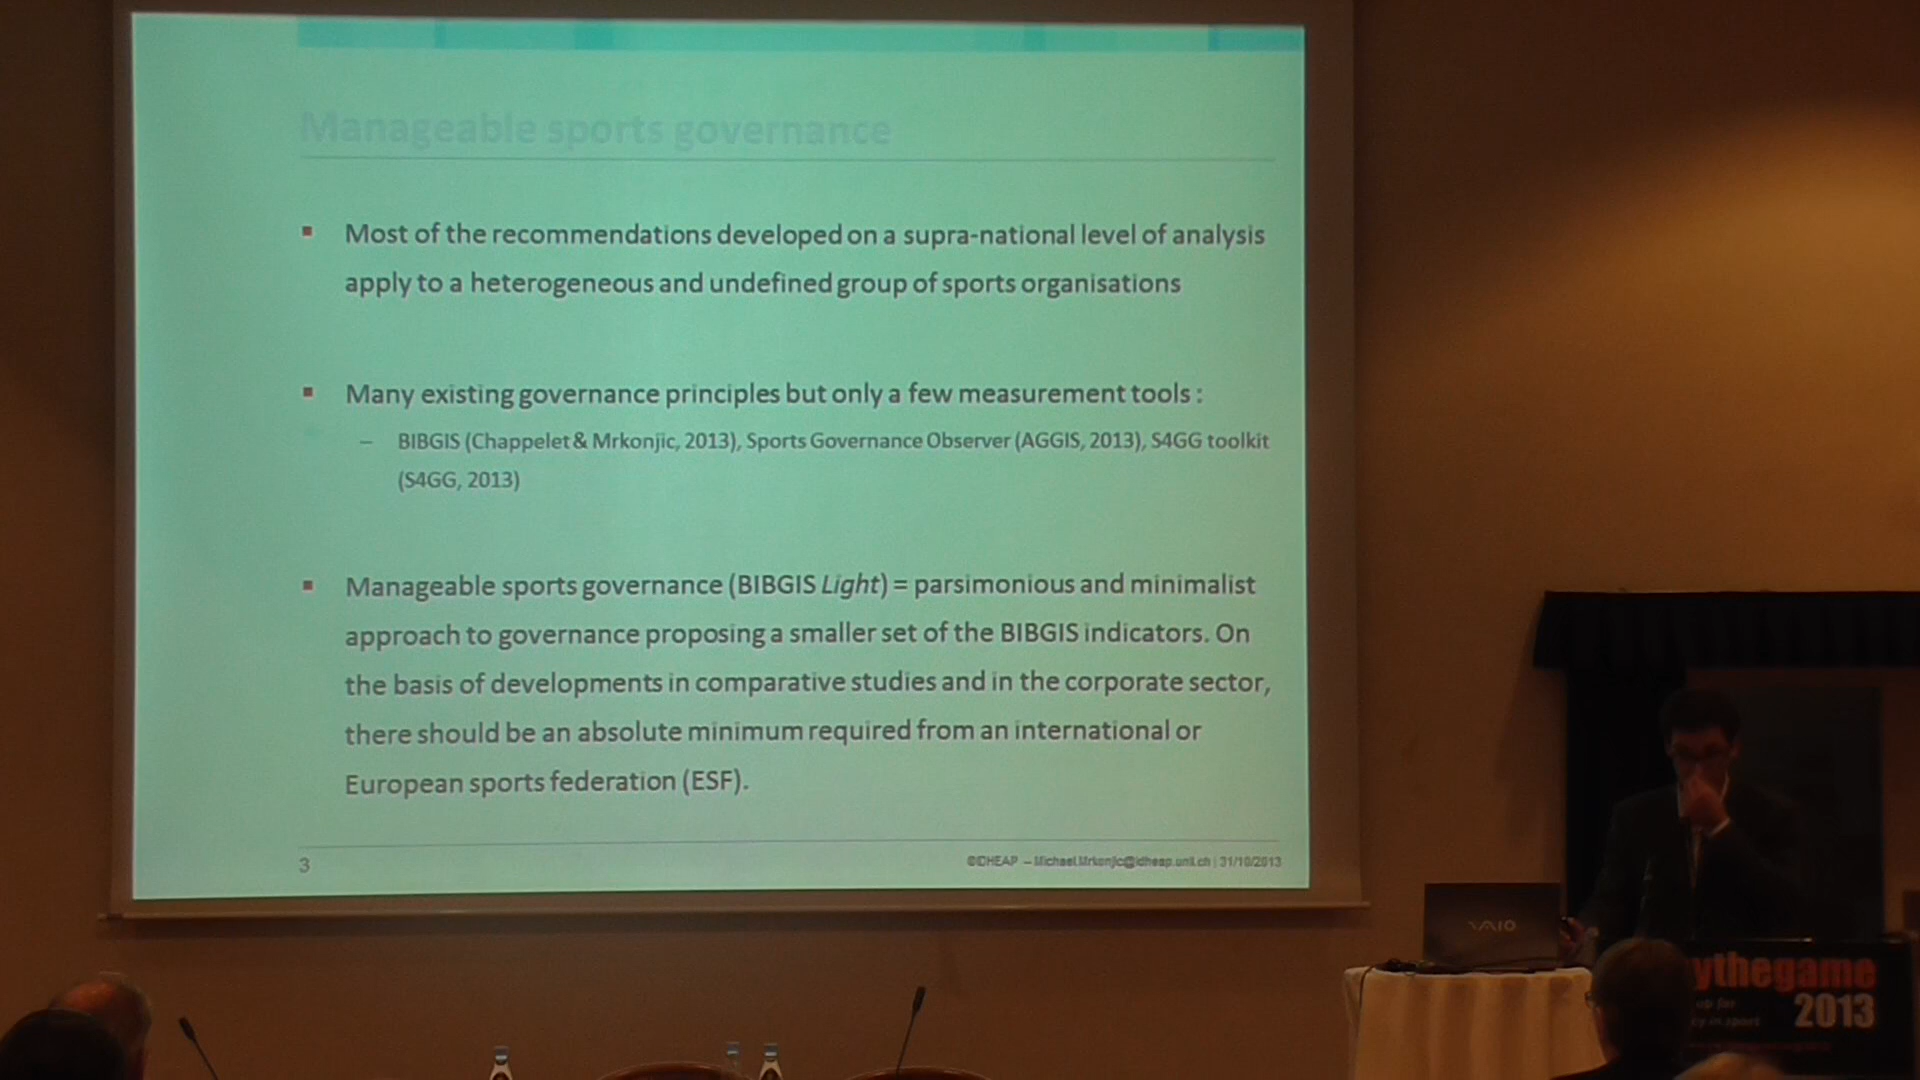 Manageable sports governance
▪ Most of the recommendations developed on a supra-national level of analysis
apply to a heterogeneous and undefined group of sports organisations
▪ Many existing governance principles but only a few measurement tools :
– BIBGIS (Chappelet & Mrkonjic, 2013), Sports Governance Observer (AGGIS, 2013), S4GG toolkit
(S4GG, 2013)
▪ Manageable sports governance (BIBGIS Light) = parsimonious and minimalist
approach to governance proposing a smaller set of the BIBGIS indicators. On
the basis of developments in comparative studies and in the corporate sector,
there should be an absolute minimum required from an international or
European sports federation (ESF).
3
©IDHEAP – Michael.Mrkonjic@idheap.unil.ch | 31/10/2013
VAIO
ythegame
2013